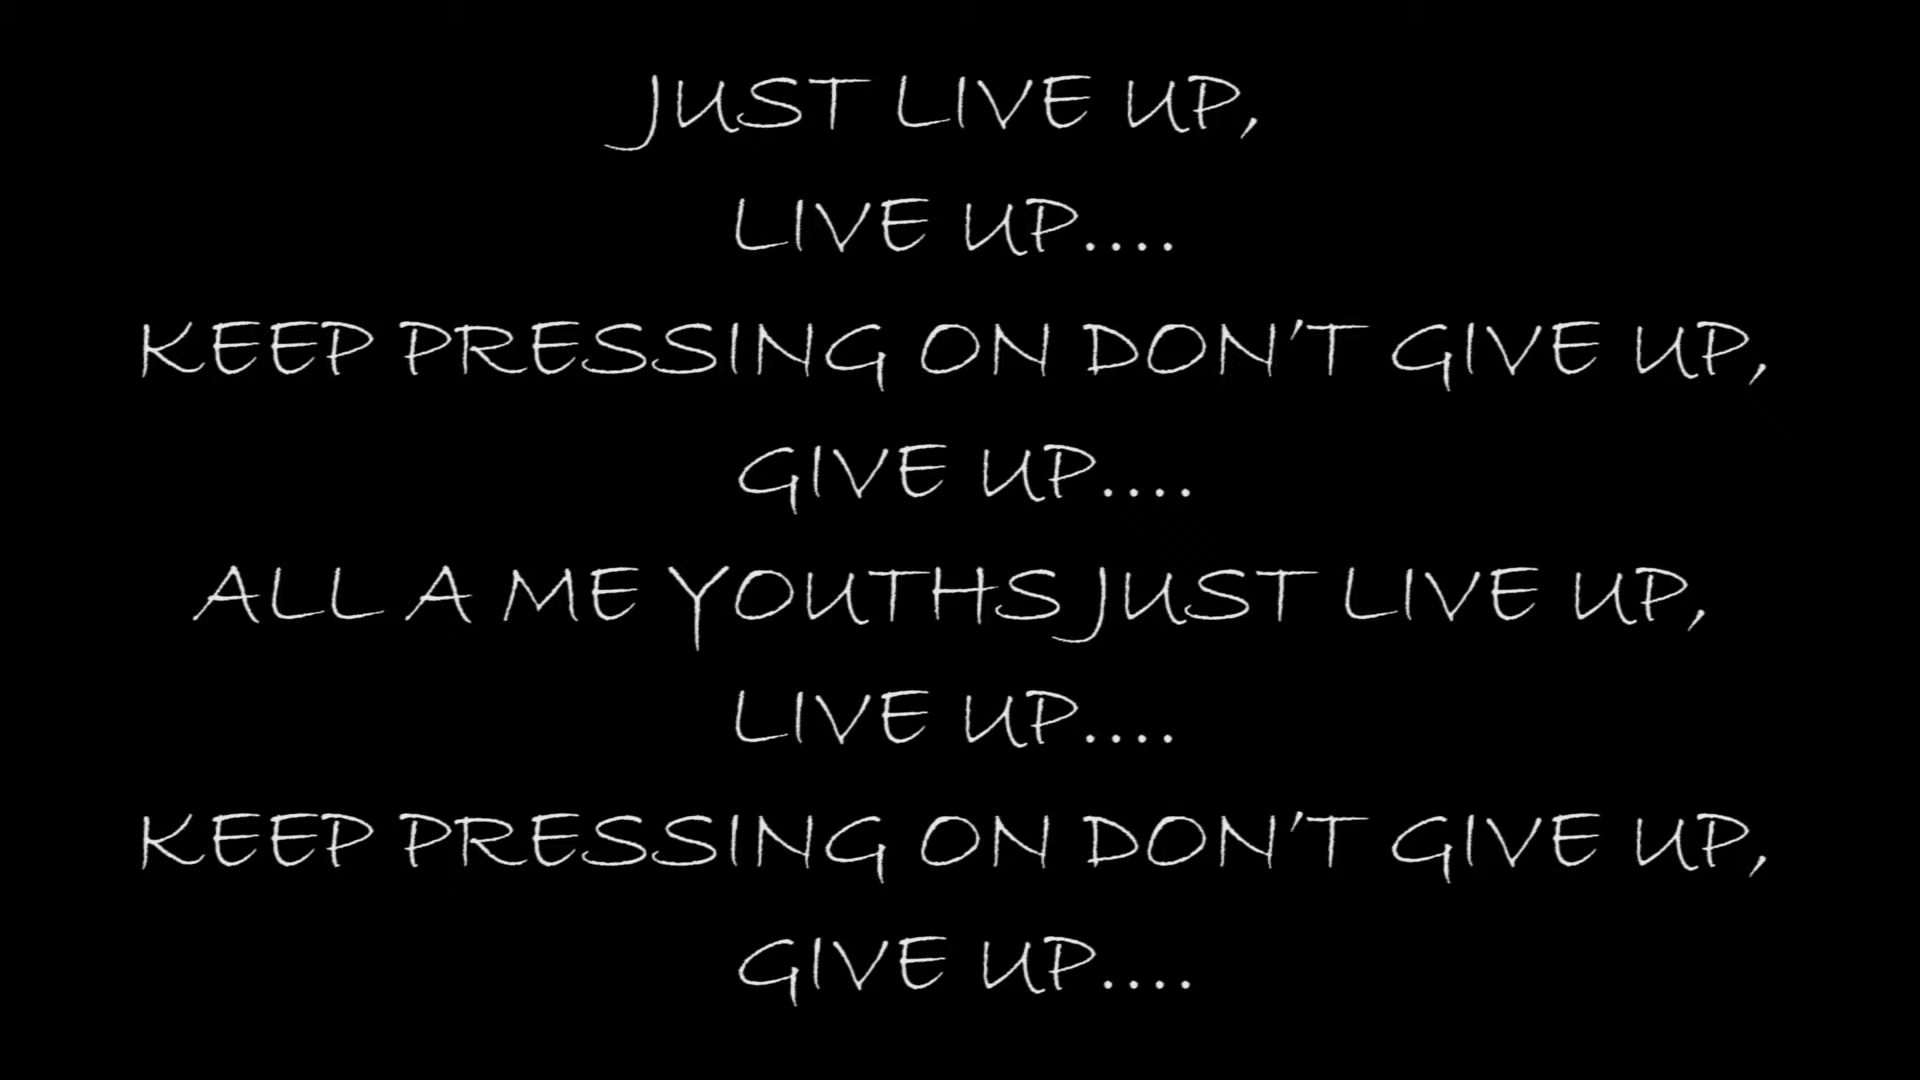 JUST LIVE UP,
LIVE UP....
KEEP PRESSING ON DON'T GIVE UP,
GIVE UP....
ALL A ME YOUTHS JUST LIVE UP,
LIVE UP....
KEEP PRESSING ON DON'T GIVE UP,
GIVE UP....